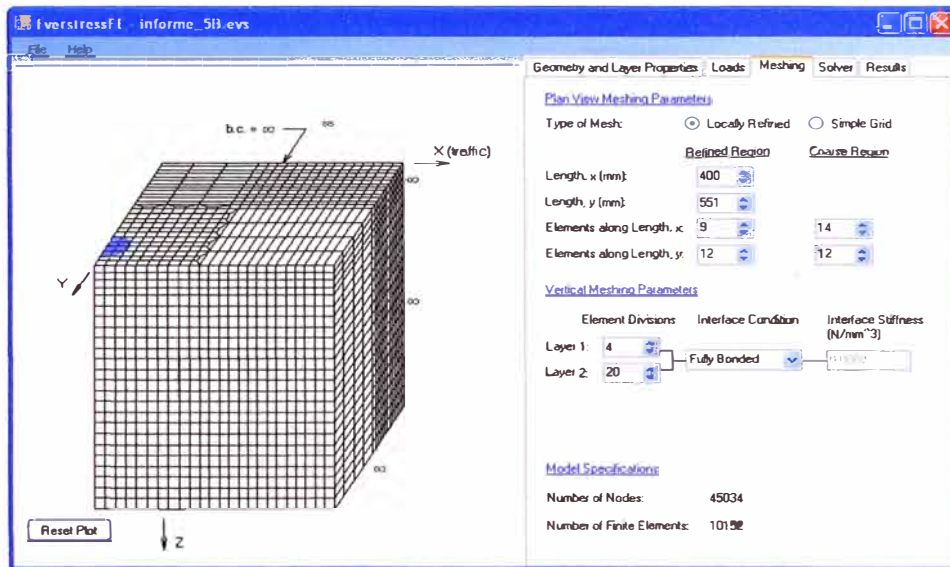 fverstressFE - informe_5B.evs
File Help
Geometry and Layer Properties Loads Meshing Solver Results
Plan View Meshing Parameters
Type of Mesh: Locally Refined Simple Grid
Refined Region Coarse Region
Length, x (mm): 400
Length, y (mm): 551
Elements along Length, x: 9 14
Elements along Length, y: 12 12
Vertical Meshing Parameters
Element Divisions Interface Condition Interface Stiffness
(N/mm^3)
Layer 1: 4
Fully Bonded
Layer 2: 20
Model Specifications
Number of Nodes: 45034
Number of Finite Elements:
b.c. = ∞ ∞
X (traffic)
∞
Y
∞
∞
Z
Reset Plot